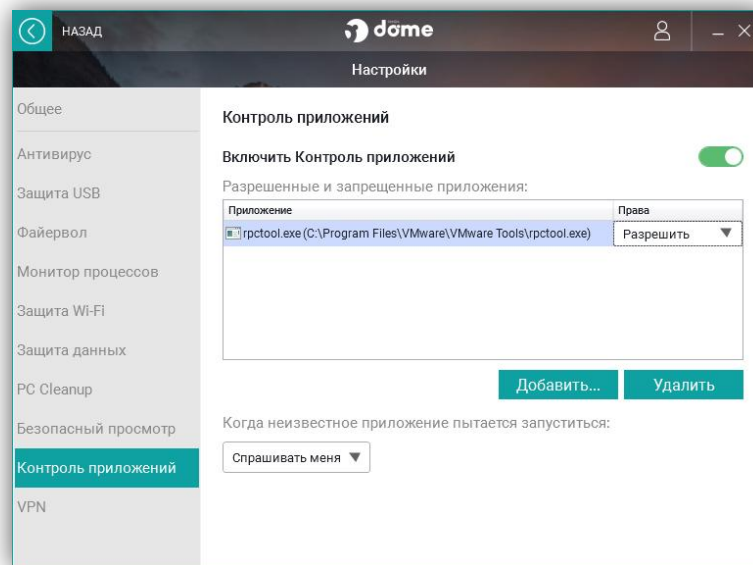 НАЗАД
dome
Настройки
Общее
Антивирус
Защита USB
Файервол
Монитор процессов
Защита Wi-Fi
Защита данных
PC Cleanup
Безопасный просмотр
Контроль приложений
VPN
Контроль приложений
Включить Контроль приложений
Разрешенные и запрещенные приложения:
Приложение Права
rpctool.exe (C:\Program Files\VMware\VMware Tools\rpctool.exe) Разрешить
Добавить... Удалить
Когда неизвестное приложение пытается запуститься:
Спрашивать меня